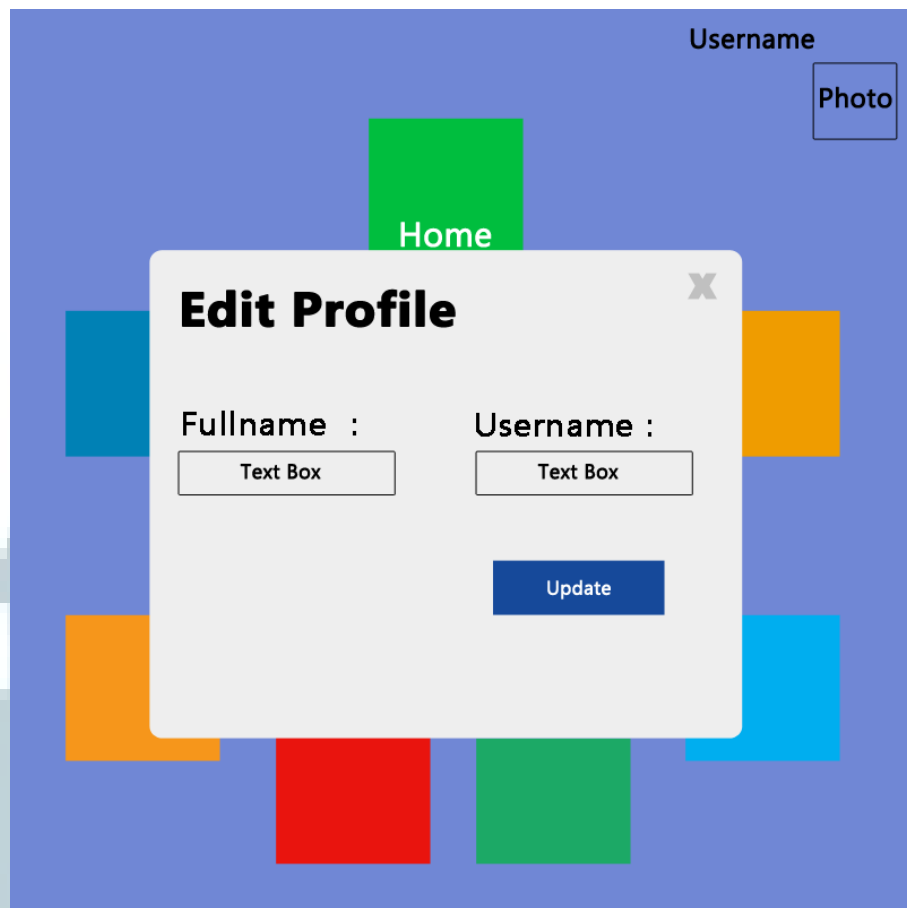 Username
Photo
Home
Edit Profile
x
Fullname :
Username :
Text Box
Text Box
Update